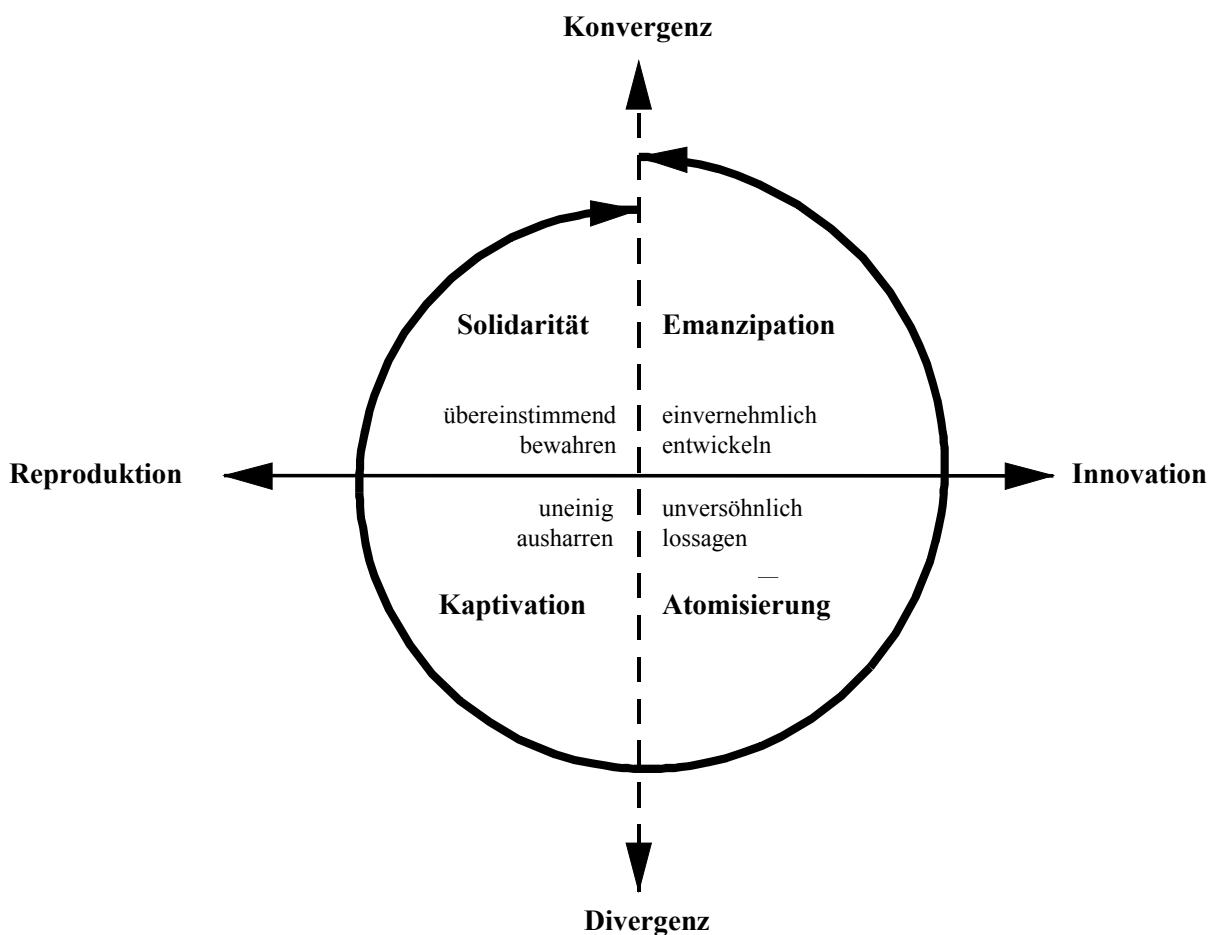 Konvergenz
Solidarität
Emanzipation
übereinstimmend
bewahren
einvernehmlich
entwickeln
Reproduktion
Innovation
uneinig
ausharren
unversöhnlich
lossagen
Kaptivation
Atomisierung
Divergenz